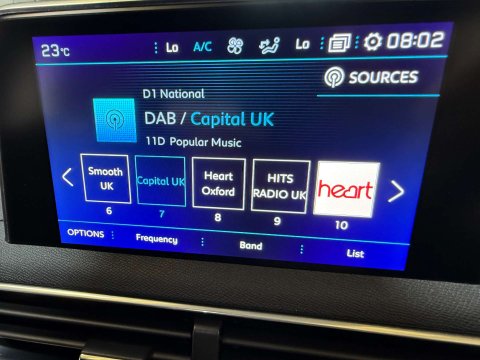 23°C
Lo A/C Lo 08:02
SOURCES
D1 National
DAB / Capital UK
11D Popular Music
Smooth
UK
6
Capital UK
7
Heart
Oxford
8
HITS
RADIO UK
9
heart
10
OPTIONS Frequency Band List